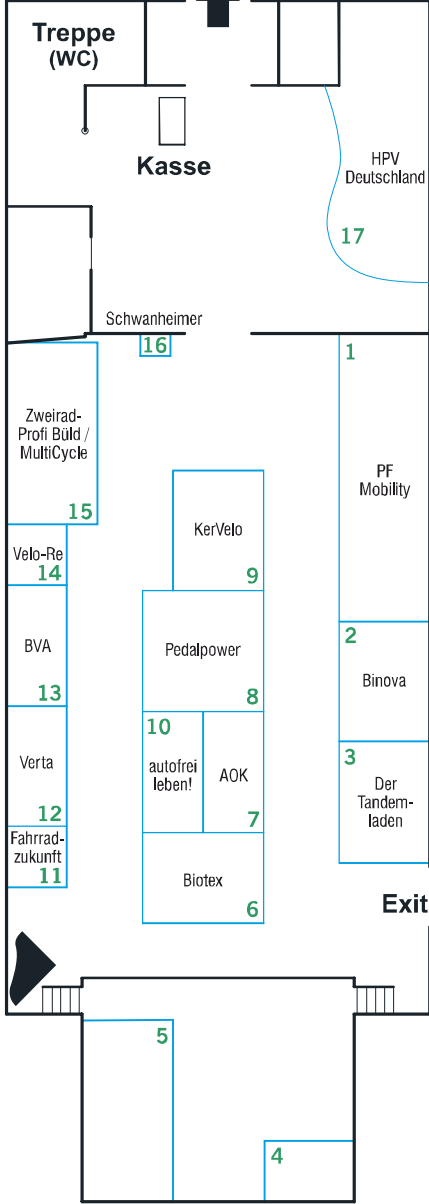 Treppe
(WC)
Kasse
HPV
Deutschland
17
Schwanheimer
16
1
Zweirad-
Profi Büld /
MultiCycle
15
PF
Mobility
KerVelo
9
Velo-Re
14
BVA
13
Pedalpower
8
2
Binova
10
autofrei
leben!
AOK
7
3
Der
Tandem-
laden
Verta
12
Fahrrad-
zukunft
11
Biotex
6
Exit
5
4